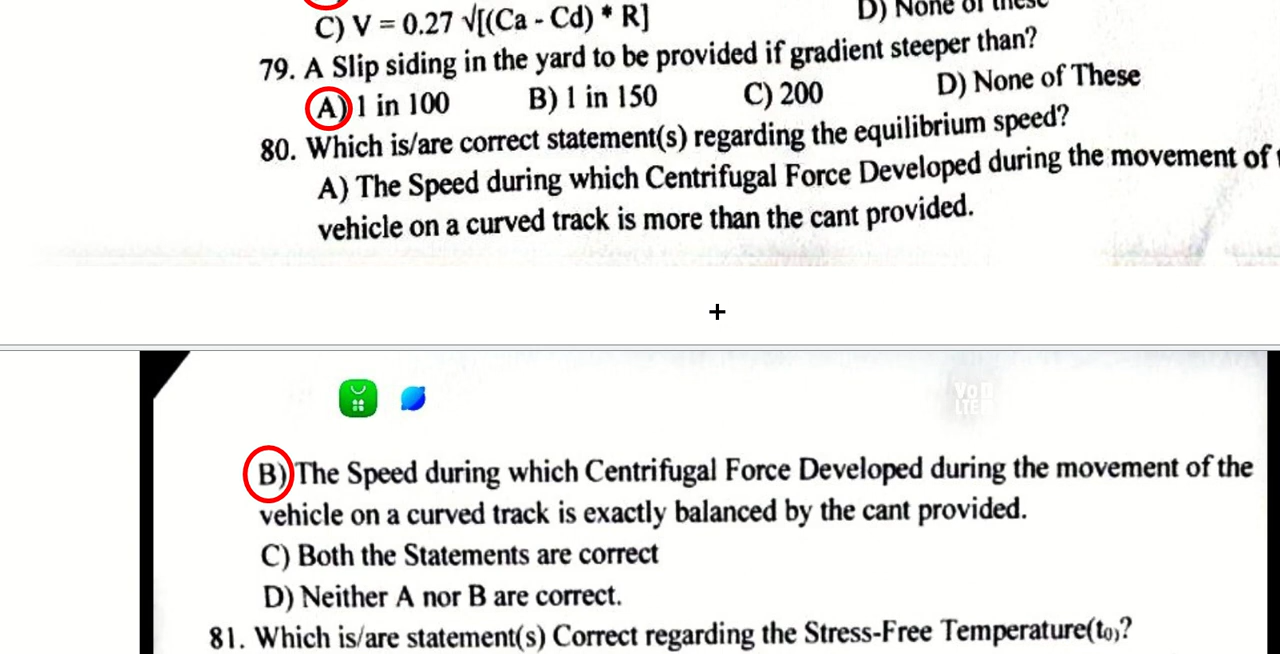 C) V = 0.27 √[(Ca - Cd) * R]
D) None of these
79. A Slip siding in the yard to be provided if gradient steeper than?
A) 1 in 100 B) 1 in 150 C) 200 D) None of These
80. Which is/are correct statement(s) regarding the equilibrium speed?
A) The Speed during which Centrifugal Force Developed during the movement of
vehicle on a curved track is more than the cant provided.
Vo
LTE
B) The Speed during which Centrifugal Force Developed during the movement of the
vehicle on a curved track is exactly balanced by the cant provided.
C) Both the Statements are correct
D) Neither A nor B are correct.
81. Which is/are statement(s) Correct regarding the Stress-Free Temperature(t₀)?